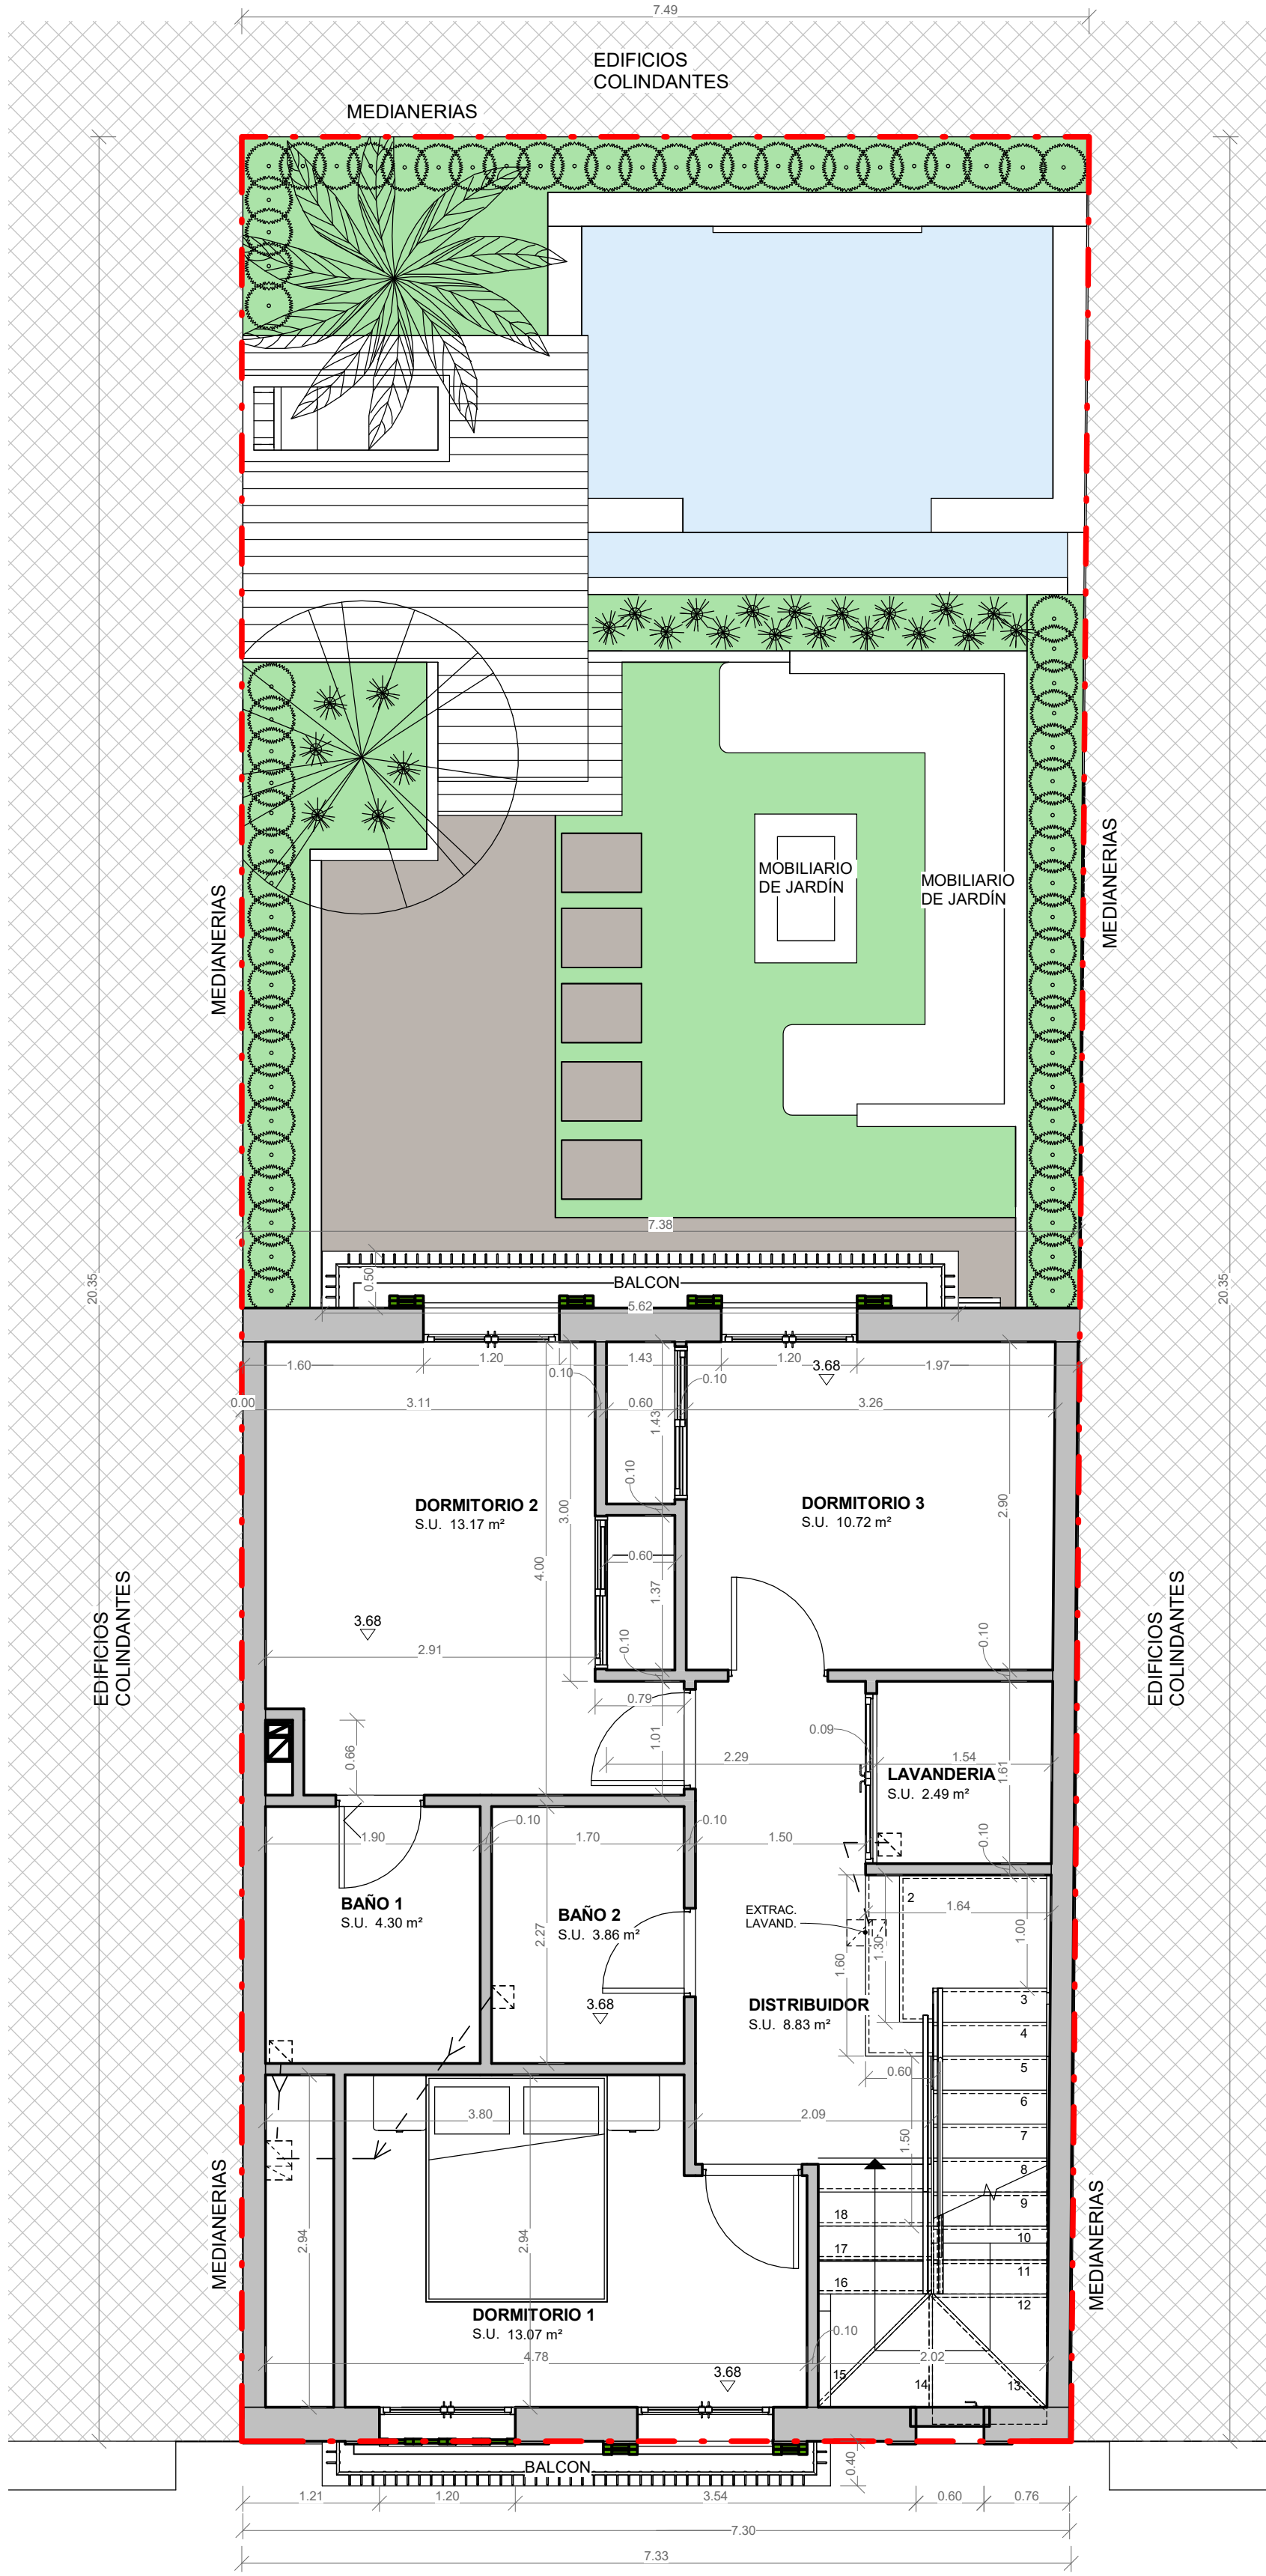 7.49
EDIFICIOS
COLINDANTES
MEDIANERIAS
MOBILIARIO
DE JARDÍN
MOBILIARIO
DE JARDÍN
MEDIANERIAS
MEDIANERIAS
7.38
20.35
20.35
0.50
BALCON
5.62
1.60
1.20
1.43
1.20
3.68
1.97
0.10
0.10
0.00
3.11
0.60
3.26
1.43
0.10
DORMITORIO 2
S.U. 13.17 m²
3.00
DORMITORIO 3
S.U. 10.72 m²
2.90
4.00
0.60
1.37
3.68
2.91
0.10
0.10
EDIFICIOS
COLINDANTES
EDIFICIOS
COLINDANTES
0.79
1.01
0.66
0.09
2.29
1.54
1.61
LAVANDERIA
S.U. 2.49 m²
0.10
0.10
0.10
1.90
1.70
1.50
BAÑO 1
S.U. 4.30 m²
BAÑO 2
S.U. 3.86 m²
2.27
EXTRAC.
LAVAND.
2
1.64
1.30
1.00
1.60
3.68
DISTRIBUIDOR
S.U. 8.83 m²
3
4
5
0.60
6
3.80
2.09
7
1.50
8
9
18
10
17
11
16
12
2.94
2.94
MEDIANERIAS
MEDIANERIAS
DORMITORIO 1
S.U. 13.07 m²
0.10
4.78
2.02
3.68
15
14
13
BALCON
0.40
1.21
1.20
3.54
0.60
0.76
7.30
7.33